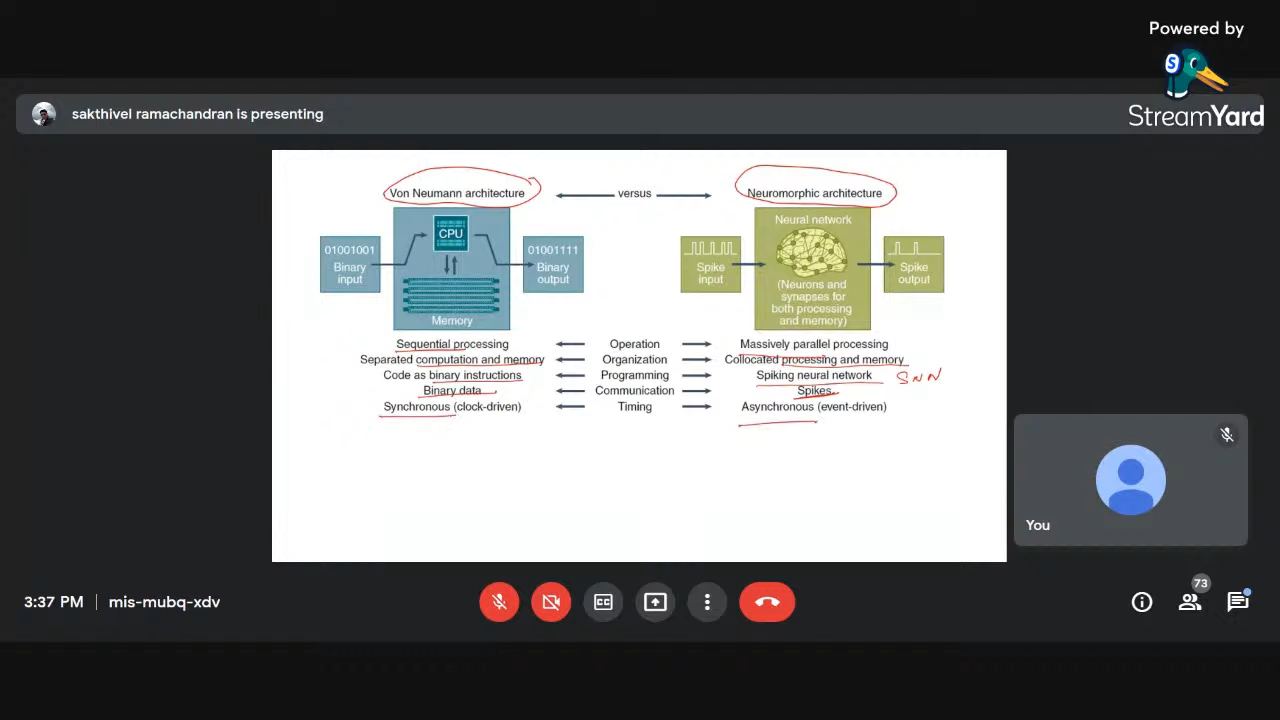 Powered by
S
StreamYard
sakthivel ramachandran is presenting
Von Neumann architecture versus Neuromorphic architecture
CPU
Memory
01001001
Binary
input
01001111
Binary
output
Neural network
(Neurons and
synapses for
both processing
and memory)
Spike
input
Spike
output
Sequential processing Operation Massively parallel processing
Separated computation and memory Organization Collocated processing and memory
Code as binary instructions Programming Spiking neural network SNN
Binary data Communication Spikes
Synchronous (clock-driven) Timing Asynchronous (event-driven)
You
3:37 PM | mis-mubq-xdv
CC
73